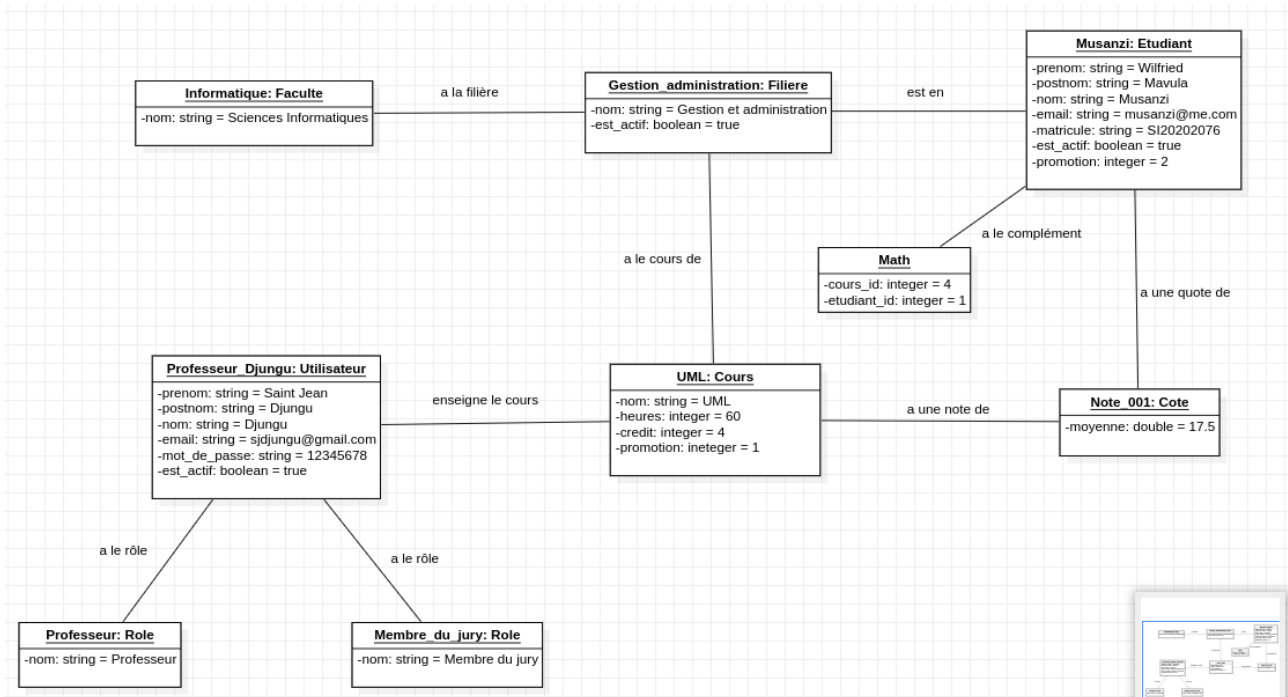 Informatique: Faculte
-nom: string = Sciences Informatiques
a la filière
Gestion_administration: Filiere
-nom: string = Gestion et administration
-est_actif: boolean = true
est en
Musanzi: Etudiant
-prenom: string = Wilfried
-postnom: string = Mavula
-nom: string = Musanzi
-email: string = musanzi@me.com
-matricule: string = SI20202076
-est_actif: boolean = true
-promotion: integer = 2
a le complément
Math
-cours_id: integer = 4
-etudiant_id: integer = 1
a le cours de
a une quote de
Professeur_Djungu: Utilisateur
-prenom: string = Saint Jean
-postnom: string = Djungu
-nom: string = Djungu
-email: string = sjdjungu@gmail.com
-mot_de_passe: string = 12345678
-est_actif: boolean = true
enseigne le cours
UML: Cours
-nom: string = UML
-heures: integer = 60
-credit: integer = 4
-promotion: ineteger = 1
a une note de
Note_001: Cote
-moyenne: double = 17.5
a le rôle
a le rôle
Professeur: Role
-nom: string = Professeur
Membre_du_jury: Role
-nom: string = Membre du jury